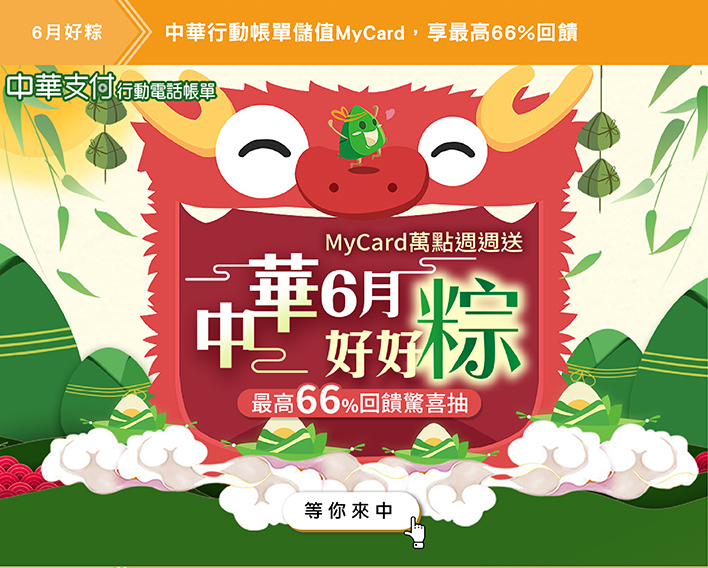 6月好粽
中華行動帳單儲值MyCard，享最高66%回饋
中華支付行動電話帳單
MyCard萬點週週送
中華6月
好好粽
最高66%回饋驚喜抽
等你來中